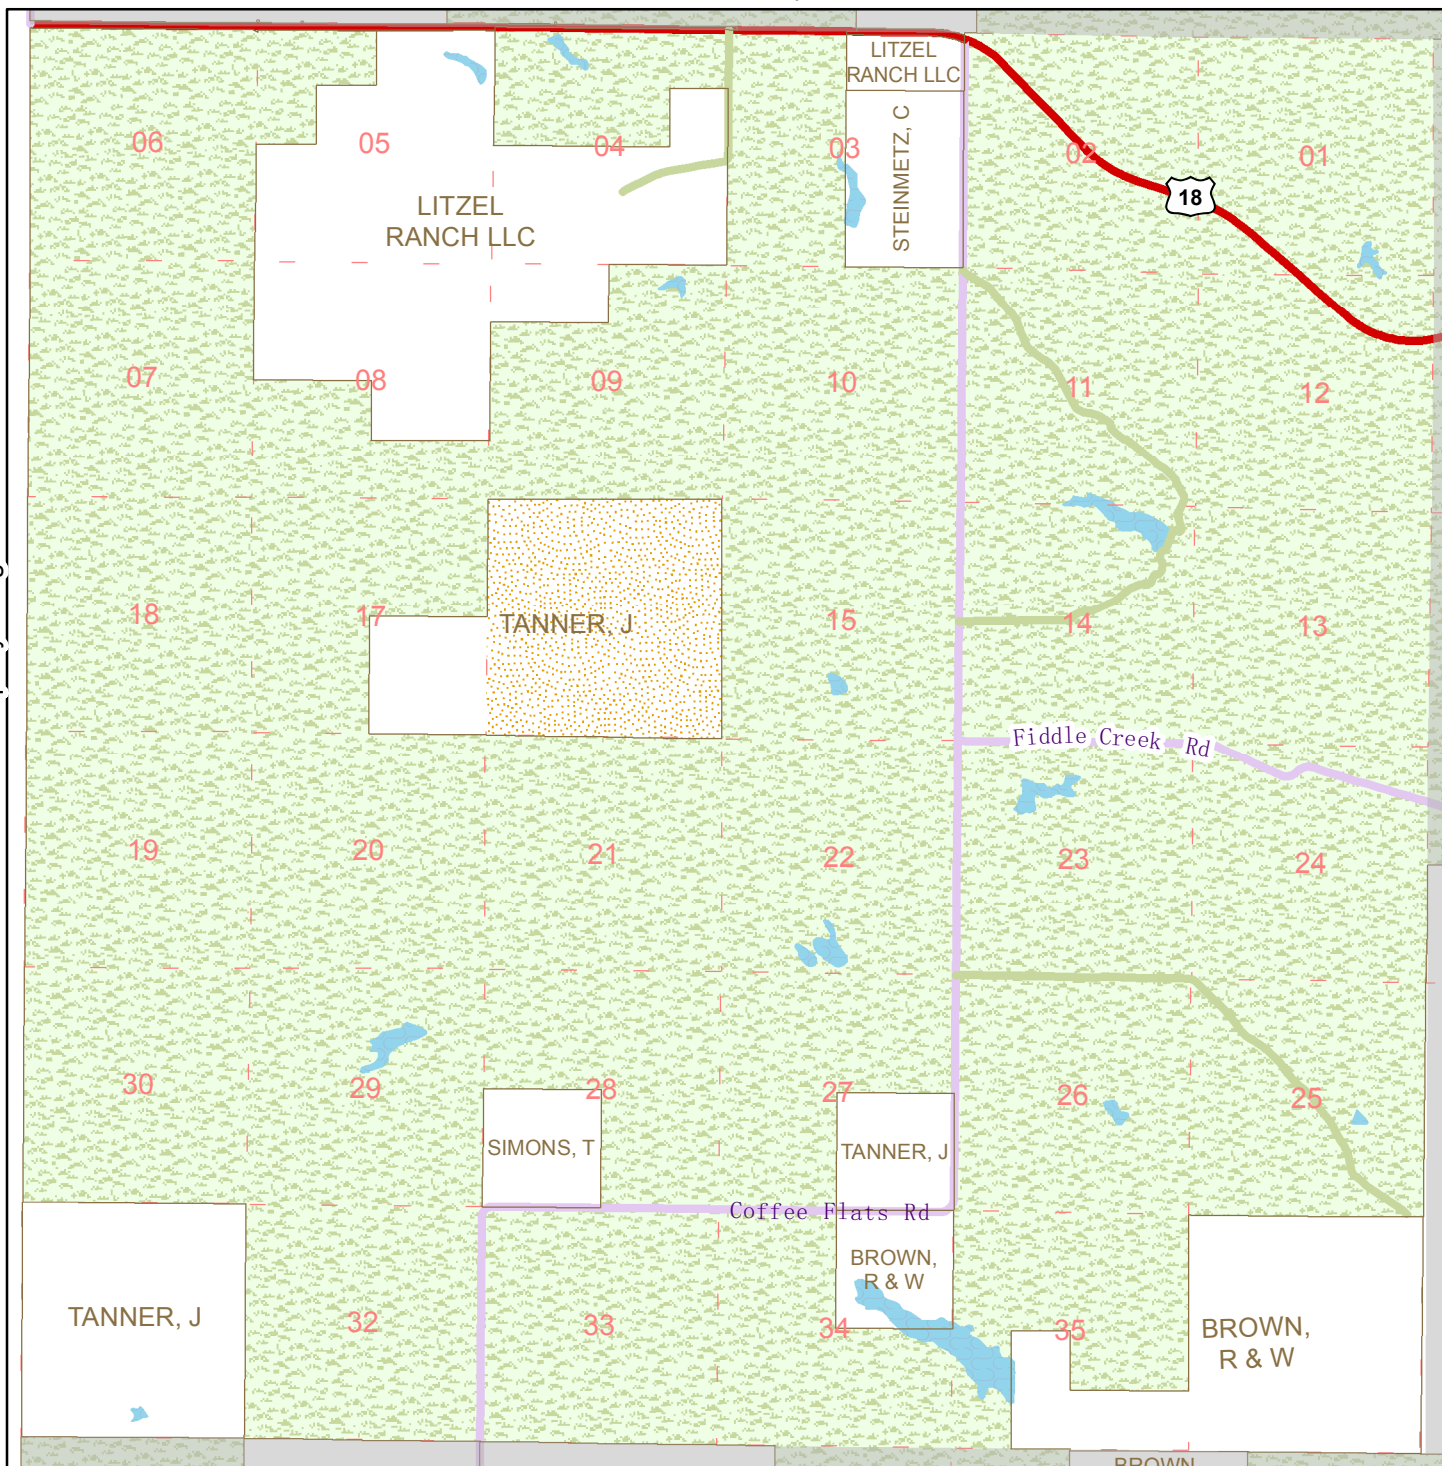 LITZEL
RANCH LLC
06
05
04
03
STEINMETZ, C
02
01
18
LITZEL
RANCH LLC
07
08
09
10
11
12
18
17
TANNER, J
15
14
13
Fiddle Creek Rd
19
20
21
22
23
24
30
29
28
27
26
25
SIMONS, T
TANNER, J
Coffee Flats Rd
BROWN,
R & W
TANNER, J
32
33
34
35
BROWN,
R & W
BROWN